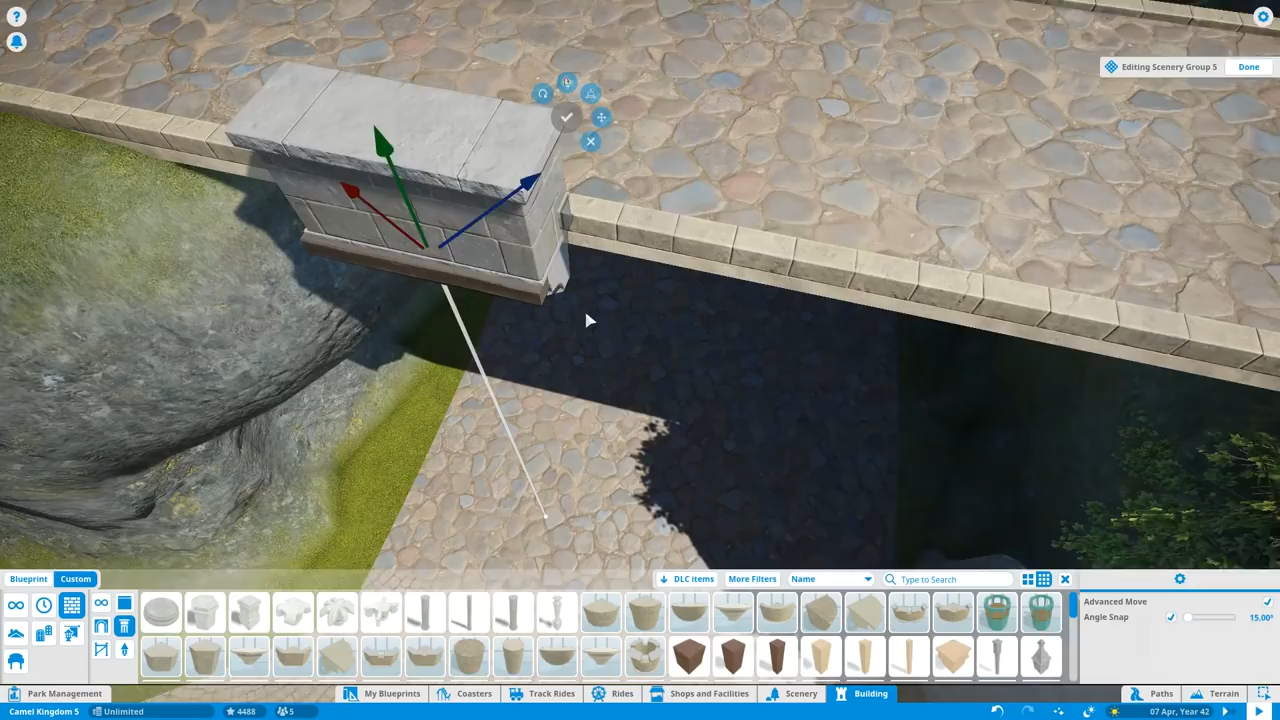 Editing Scenery Group 5 Done
Blueprint Custom
DLC items More Filters Name Type to Search
Advanced Move
Angle Snap 15.00°
Park Management My Blueprints Coasters Track Rides Rides Shops and Facilities Scenery Building Paths Terrain
Camel Kingdom 5 Unlimited 4488 5 07 Apr, Year 42